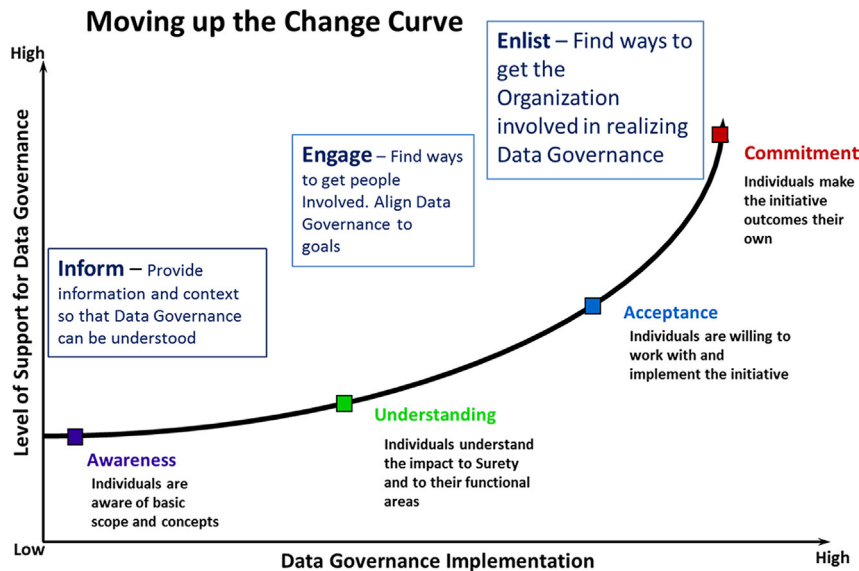 Moving up the Change Curve
High
Level of Support for Data Governance
Low
Inform – Provide
information and context
so that Data Governance
can be understood
Engage – Find ways
to get people
Involved. Align Data
Governance to
goals
Enlist – Find ways to
get the
Organization
involved in realizing
Data Governance
Awareness
Individuals are
aware of basic
scope and concepts
Understanding
Individuals understand
the impact to Surety
and to their functional
areas
Acceptance
Individuals are willing to
work with and
implement the initiative
Commitment
Individuals make
the initiative
outcomes their
own
Data Governance Implementation
High